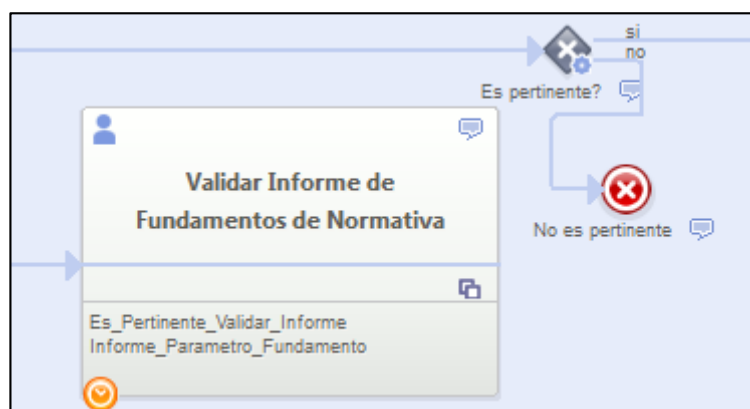 si
no
Es pertinente?
Validar Informe de
Fundamentos de Normativa
No es pertinente
Es_Pertinente_Validar_Informe
Informe_Parametro_Fundamento